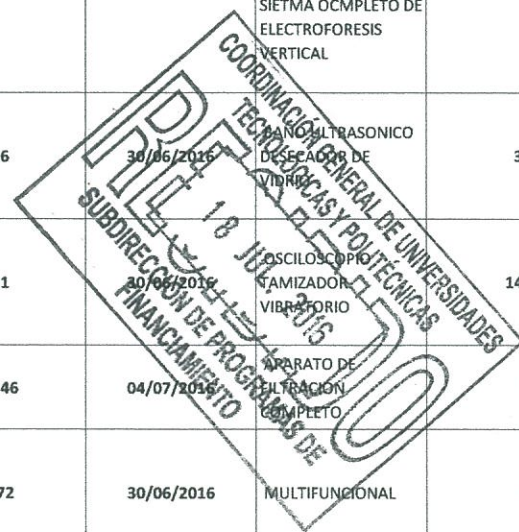 SIETMA OCMPLETO DE
ELECTROFORESIS
VERTICAL
6
30/06/2016
BAÑO ULTRASONICO
DESECADOR DE
VIDRIO
3
1
30/06/2016
OSCILOSCOPIO
TAMIZADOR
VIBRATORIO
14
46
04/07/2016
APARATO DE
FILTRACIÓN
COMPLETO
72
30/06/2016
MULTIFUNCIONAL
COORDINACIÓN GENERAL DE UNIVERSIDADES
TECNOLÓGICAS Y POLITÉCNICAS
18 JUL 2016
SUBDIRECCIÓN DE PROGRAMAS DE
FINANCIAMIENTO